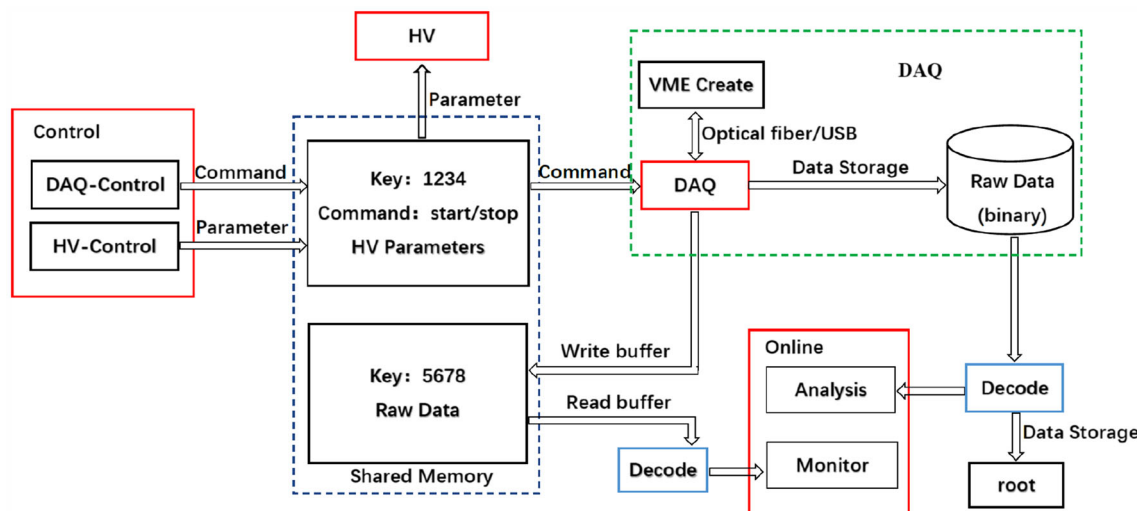 HV
DAQ
VME Create
Parameter
Control
Optical fiber/USB
DAQ-Control
Command
Key：1234
Command：start/stop
HV Parameters
Command
DAQ
Data Storage
Raw Data
(binary)
HV-Control
Parameter
Write buffer
Online
Key：5678
Raw Data
Analysis
Decode
Read buffer
Data Storage
Shared Memory
Decode
Monitor
root